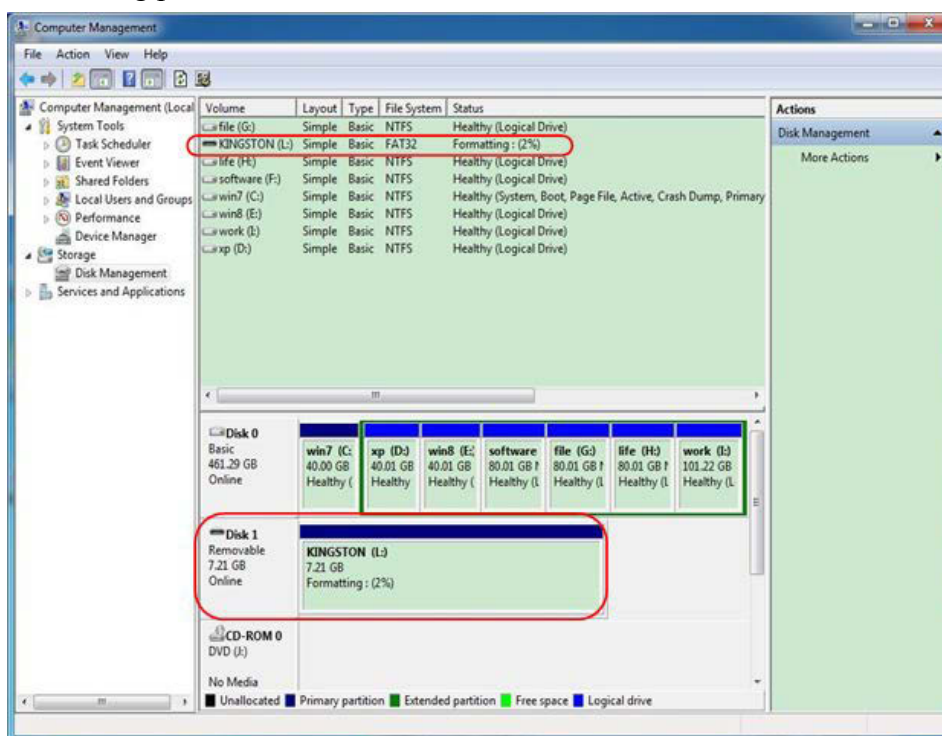 Computer Management
File Action View Help
Computer Management (Local
System Tools
Task Scheduler
Event Viewer
Shared Folders
Local Users and Groups
Performance
Device Manager
Storage
Disk Management
Services and Applications
Volume Layout Type File System Status
file (G:) Simple Basic NTFS Healthy (Logical Drive)
KINGSTON (L:) Simple Basic FAT32 Formatting : (2%)
life (H:) Simple Basic NTFS Healthy (Logical Drive)
software (F:) Simple Basic NTFS Healthy (Logical Drive)
win7 (C:) Simple Basic NTFS Healthy (System, Boot, Page File, Active, Crash Dump, Primary
win8 (E:) Simple Basic NTFS Healthy (Logical Drive)
work (I:) Simple Basic NTFS Healthy (Logical Drive)
xp (D:) Simple Basic NTFS Healthy (Logical Drive)
Disk 0
Basic
461.29 GB
Online
win7 (C:
40.00 GB
Healthy (
xp (D:)
40.01 GB
Healthy
win8 (E:
40.01 GB
Healthy (
software
80.01 GB
Healthy (L
file (G:)
80.01 GB
Healthy (L
life (H:)
80.01 GB
Healthy (L
work (I:)
101.22 GB
Healthy (L
Disk 1
Removable
7.21 GB
Online
KINGSTON (L:)
7.21 GB
Formatting : (2%)
CD-ROM 0
DVD (J:)
No Media
Unallocated Primary partition Extended partition Free space Logical drive
Actions
Disk Management
More Actions